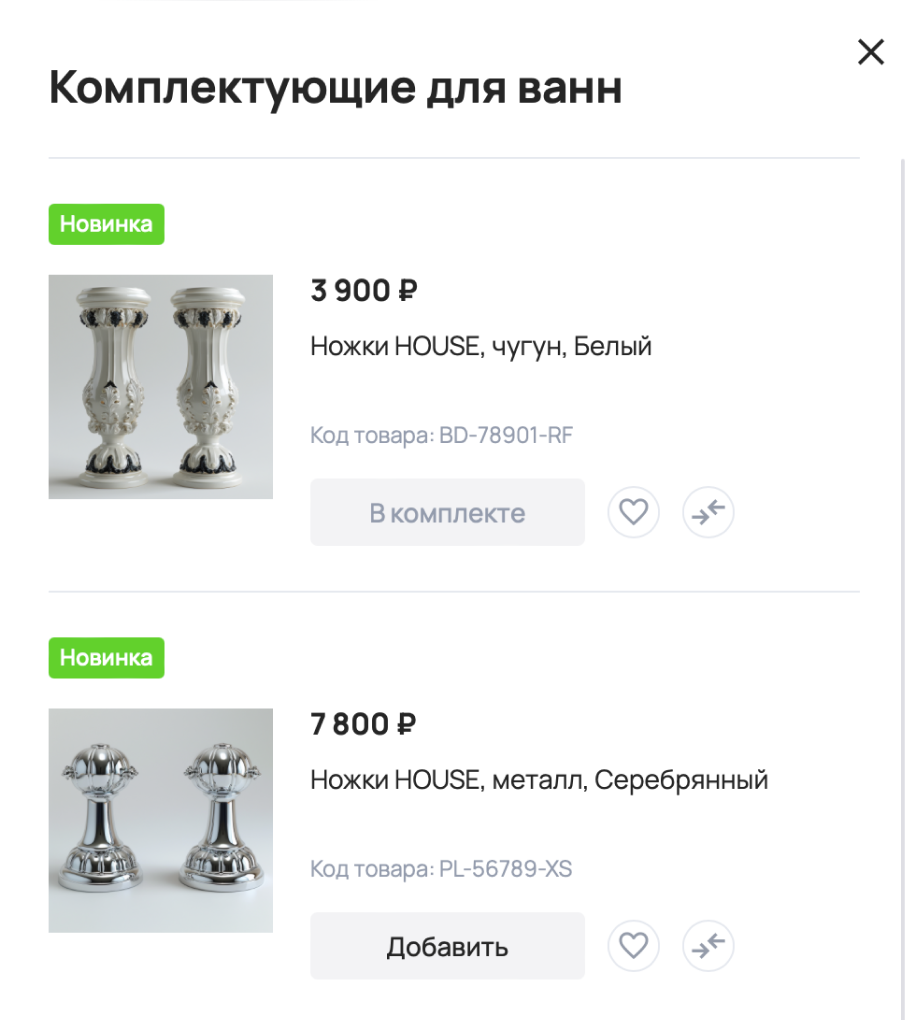 Комплектующие для ванн
Новинка
3 900 ₽
Ножки HOUSE, чугун, Белый
Код товара: BD-78901-RF
В комплекте
Новинка
7 800 ₽
Ножки HOUSE, металл, Серебрянный
Код товара: PL-56789-XS
Добавить